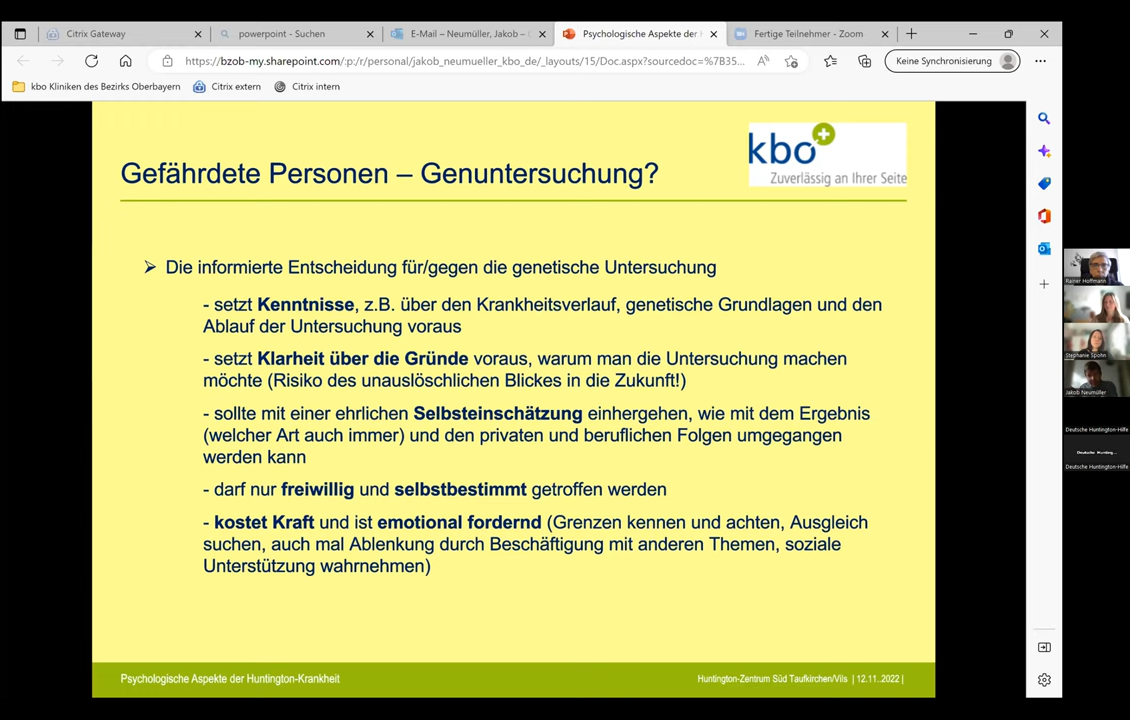 Citrix Gateway
powerpoint - Suchen
E-Mail – Neumüller, Jakob –
Psychologische Aspekte der
Fertige Teilnehmer - Zoom
https://bzob-my.sharepoint.com/:p:/r/personal/jakob_neumueller_kbo_de/_layouts/15/Doc.aspx?sourcedoc=%7B35...
Keine Synchronisierung
kbo Kliniken des Bezirks Oberbayern
Citrix extern
Citrix intern
kbo
Zuverlässig an Ihrer Seite
Gefährdete Personen – Genuntersuchung?
Die informierte Entscheidung für/gegen die genetische Untersuchung
- setzt Kenntnisse, z.B. über den Krankheitsverlauf, genetische Grundlagen und den
Ablauf der Untersuchung voraus
- setzt Klarheit über die Gründe voraus, warum man die Untersuchung machen
möchte (Risiko des unauslöschlichen Blickes in die Zukunft!)
- sollte mit einer ehrlichen Selbsteinschätzung einhergehen, wie mit dem Ergebnis
(welcher Art auch immer) und den privaten und beruflichen Folgen umgegangen
werden kann
- darf nur freiwillig und selbstbestimmt getroffen werden
- kostet Kraft und ist emotional fordernd (Grenzen kennen und achten, Ausgleich
suchen, auch mal Ablenkung durch Beschäftigung mit anderen Themen, soziale
Unterstützung wahrnehmen)
Psychologische Aspekte der Huntington-Krankheit
Huntington-Zentrum Süd Taufkirchen/Vils | 12.11..2022 |
Rainer Hoffmann
Stephanie Spohn
Jakob Neumüller
Deutsche Huntington-Hilfe
Deutsche Hunting...
Deutsche Huntington-Hilfe